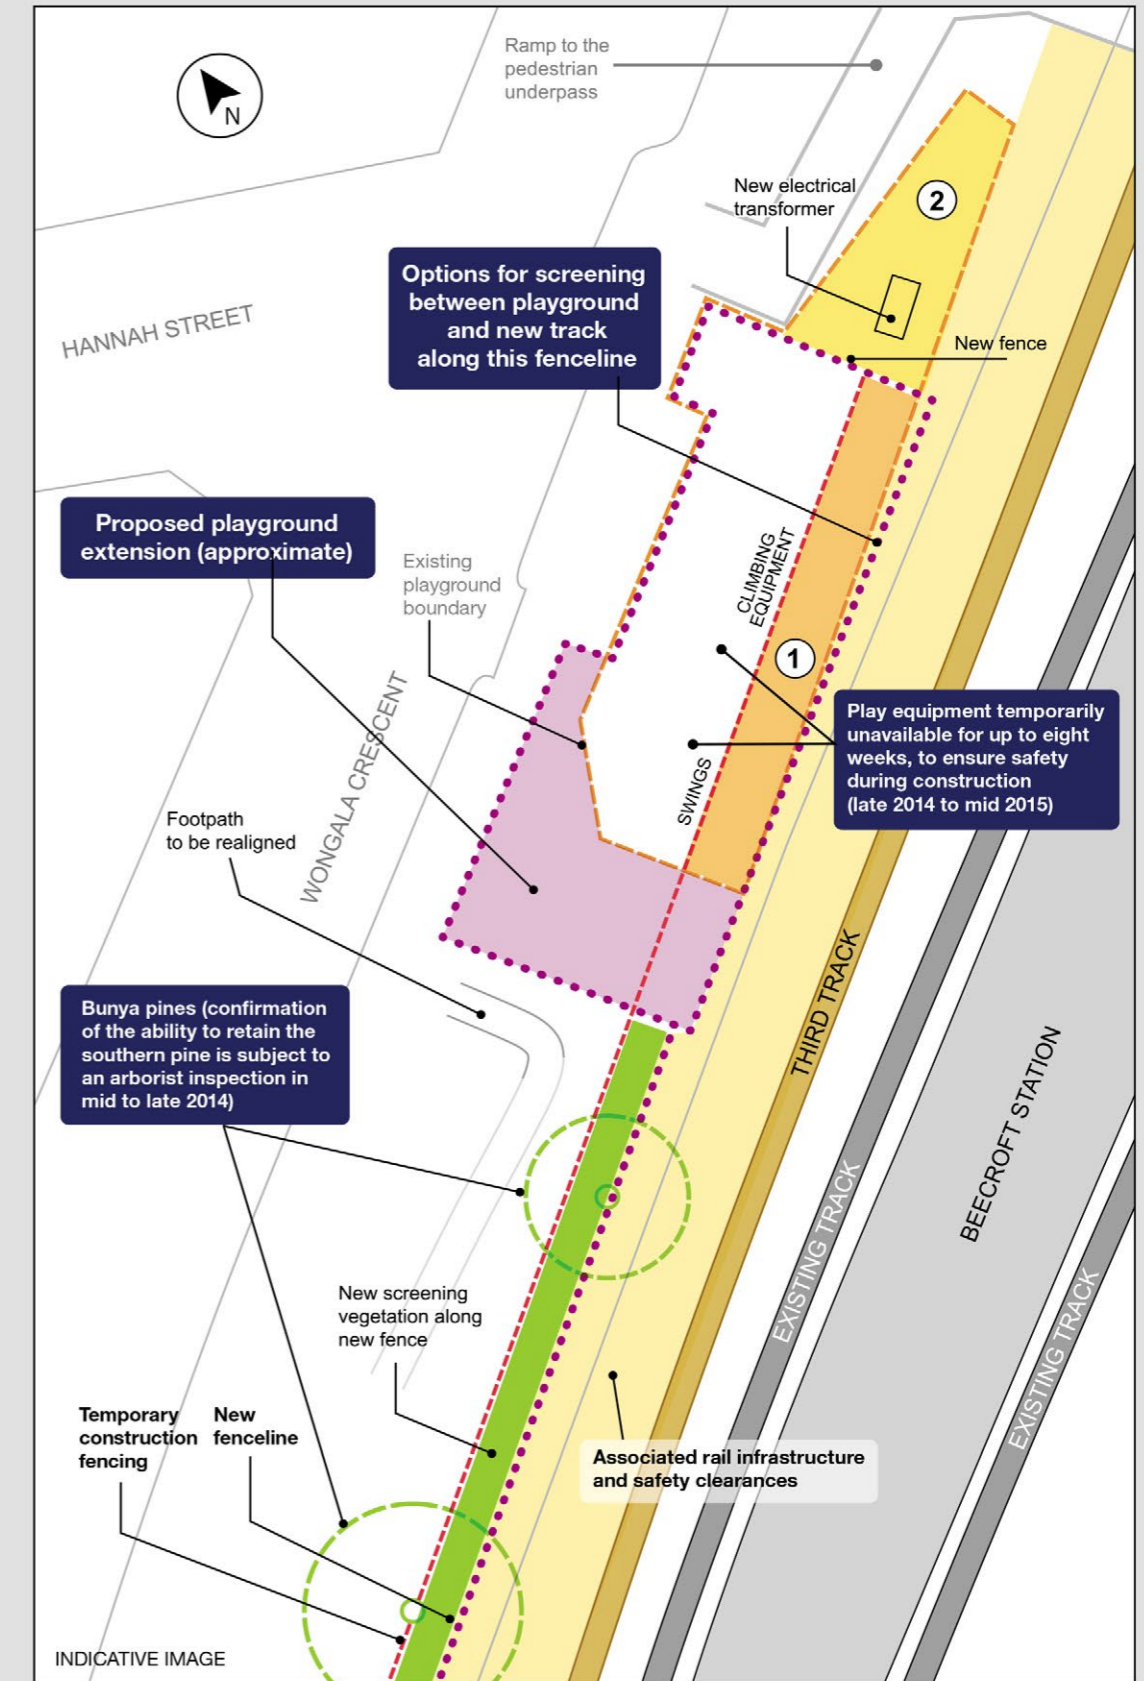 Ramp to the
pedestrian
underpass
N
New electrical
transformer
2
Options for screening
between playground
and new track
along this fenceline
HANNAH STREET
New fence
Proposed playground
extension (approximate)
Existing
playground
boundary
CLIMBING
EQUIPMENT
1
Play equipment temporarily
unavailable for up to eight
weeks, to ensure safety
during construction
(late 2014 to mid 2015)
SWINGS
WONGALA CRESCENT
Footpath
to be realigned
THIRD TRACK
Bunya pines (confirmation
of the ability to retain the
southern pine is subject to
an arborist inspection in
mid to late 2014)
BEECROFT STATION
EXISTING TRACK
EXISTING TRACK
New screening
vegetation along
new fence
Temporary
construction
fencing
New
fenceline
Associated rail infrastructure
and safety clearances
INDICATIVE IMAGE